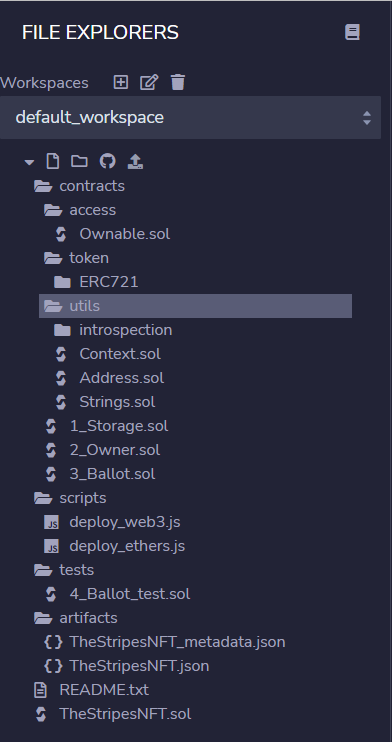 FILE EXPLORERS
Workspaces
default_workspace
contracts
access
Ownable.sol
token
ERC721
utils
introspection
Context.sol
Address.sol
Strings.sol
1_Storage.sol
2_Owner.sol
3_Ballot.sol
scripts
deploy_web3.js
deploy_ethers.js
tests
4_Ballot_test.sol
artifacts
TheStripesNFT_metadata.json
TheStripesNFT.json
README.txt
TheStripesNFT.sol